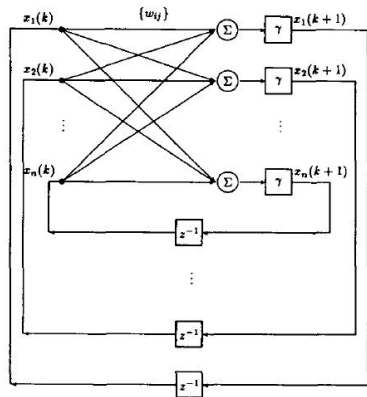 x₁(k) {wᵢⱼ} Σ γ x₁(k+1)
x₂(k) Σ γ x₂(k+1)
⋮ ⋮
xₙ(k) Σ γ xₙ(k+1)
z⁻¹
⋮
z⁻¹
z⁻¹